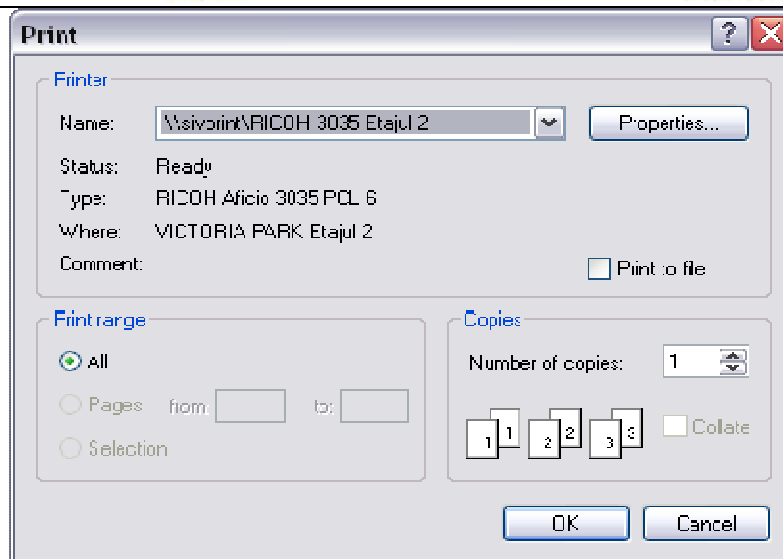 Print
Printer
Name: \\sivprint\RICOH 3035 Etajul 2 Properties...
Status: Ready
Type: RICOH Aficio 3035 PCL 6
Where: VICTORIA PARK Etajul 2
Comment:
Print to file
Print range
All
Pages from: to:
Selection
Copies
Number of copies: 1
1 1 2 2 3 3
Collate
OK Cancel